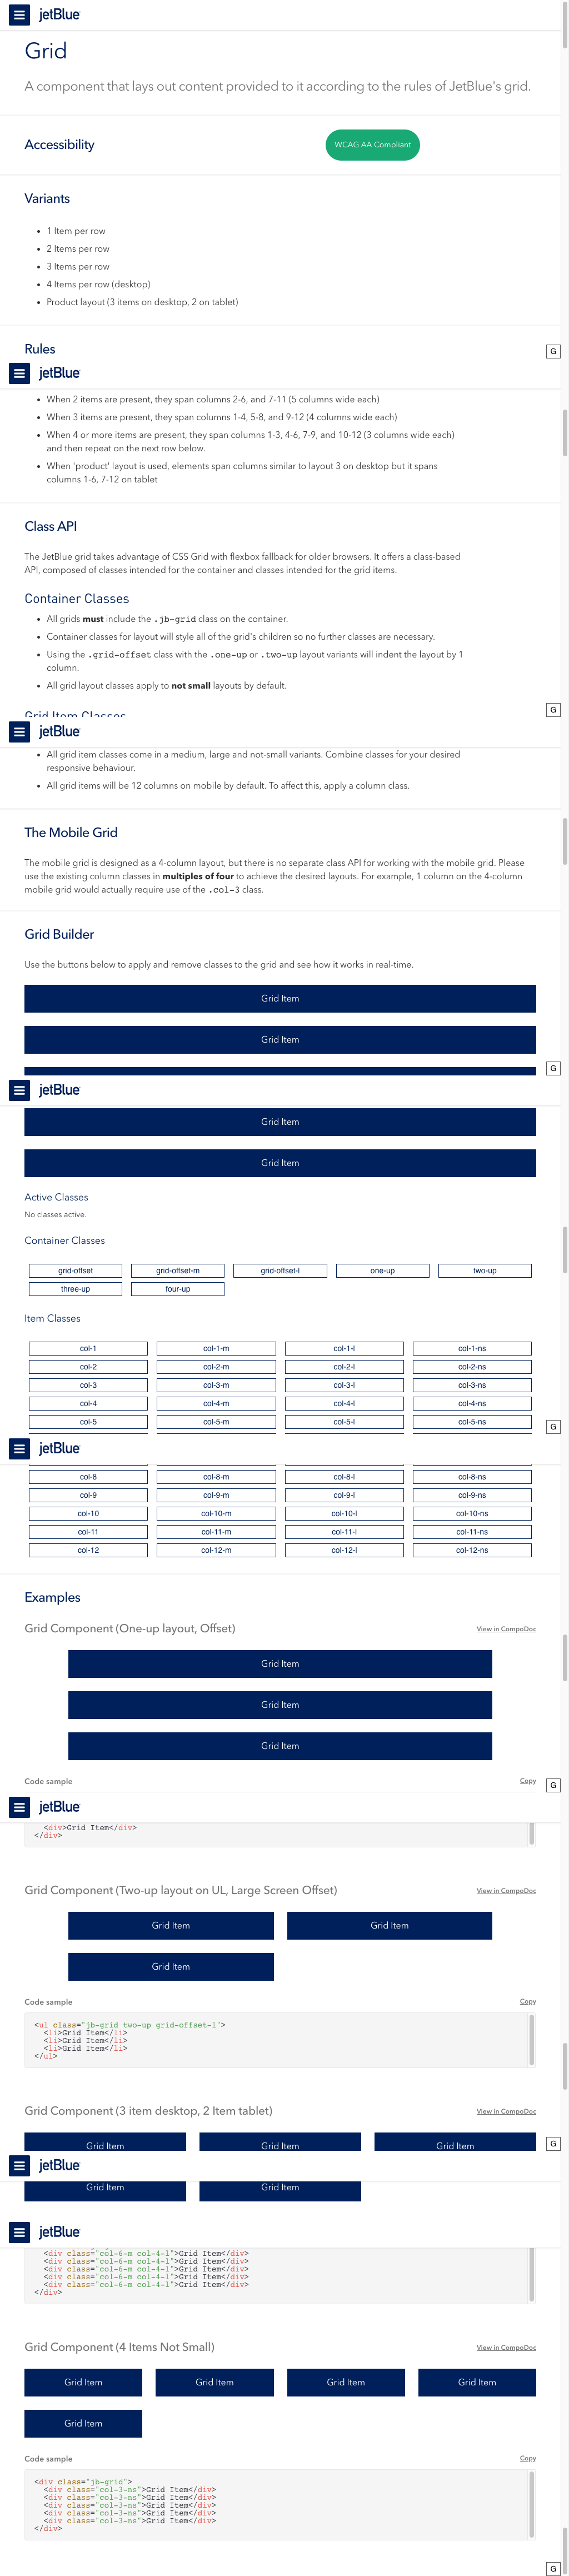 jetBlue
Grid
A component that lays out content provided to it according to the rules of JetBlue's grid.
Accessibility
WCAG AA Compliant
Variants
1 Item per row
2 Items per row
3 Items per row
4 Items per row (desktop)
Product layout (3 items on desktop, 2 on tablet)
Rules
G
jetBlue
When 2 items are present, they span columns 2-6, and 7-11 (5 columns wide each)
When 3 items are present, they span columns 1-4, 5-8, and 9-12 (4 columns wide each)
When 4 or more items are present, they span columns 1-3, 4-6, 7-9, and 10-12 (3 columns wide each)
and then repeat on the next row below.
When 'product' layout is used, elements span columns similar to layout 3 on desktop but it spans
columns 1-6, 7-12 on tablet
Class API
The JetBlue grid takes advantage of CSS Grid with flexbox fallback for older browsers. It offers a class-based
API, composed of classes intended for the container and classes intended for the grid items.
Container Classes
All grids must include the .jb-grid class on the container.
Container classes for layout will style all of the grid's children so no further classes are necessary.
Using the .grid-offset class with the .one-up or .two-up layout variants will indent the layout by 1
column.
All grid layout classes apply to not small layouts by default.
Grid Item Classes
G
jetBlue
All grid item classes come in a medium, large and not-small variants. Combine classes for your desired
responsive behaviour.
All grid items will be 12 columns on mobile by default. To affect this, apply a column class.
The Mobile Grid
The mobile grid is designed as a 4-column layout, but there is no separate class API for working with the mobile grid. Please
use the existing column classes in multiples of four to achieve the desired layouts. For example, 1 column on the 4-column
mobile grid would actually require use of the .col-3 class.
Grid Builder
Use the buttons below to apply and remove classes to the grid and see how it works in real-time.
Grid Item
Grid Item
G
jetBlue
Grid Item
Grid Item
Active Classes
No classes active.
Container Classes
grid-offset grid-offset-m grid-offset-l one-up two-up
three-up four-up
Item Classes
col-1 col-1-m col-1-l col-1-ns
col-2 col-2-m col-2-l col-2-ns
col-3 col-3-m col-3-l col-3-ns
col-4 col-4-m col-4-l col-4-ns
col-5 col-5-m col-5-l col-5-ns
G
jetBlue
col-8 col-8-m col-8-l col-8-ns
col-9 col-9-m col-9-l col-9-ns
col-10 col-10-m col-10-l col-10-ns
col-11 col-11-m col-11-l col-11-ns
col-12 col-12-m col-12-l col-12-ns
Examples
Grid Component (One-up layout, Offset) View in CompoDoc
Grid Item
Grid Item
Grid Item
Code sample Copy
G
jetBlue
<div>Grid Item</div>
</div>
Grid Component (Two-up layout on UL, Large Screen Offset) View in CompoDoc
Grid Item Grid Item
Grid Item
Code sample Copy
<ul class="jb-grid two-up grid-offset-l">
<li>Grid Item</li>
<li>Grid Item</li>
<li>Grid Item</li>
</ul>
Grid Component (3 item desktop, 2 Item tablet) View in CompoDoc
Grid Item Grid Item Grid Item
G
jetBlue
Grid Item Grid Item
jetBlue
<div class="col-6-m col-4-l">Grid Item</div>
<div class="col-6-m col-4-l">Grid Item</div>
<div class="col-6-m col-4-l">Grid Item</div>
<div class="col-6-m col-4-l">Grid Item</div>
<div class="col-6-m col-4-l">Grid Item</div>
</div>
Grid Component (4 Items Not Small) View in CompoDoc
Grid Item Grid Item Grid Item Grid Item
Grid Item
Code sample Copy
<div class="jb-grid">
<div class="col-3-ns">Grid Item</div>
<div class="col-3-ns">Grid Item</div>
<div class="col-3-ns">Grid Item</div>
<div class="col-3-ns">Grid Item</div>
<div class="col-3-ns">Grid Item</div>
</div>
G